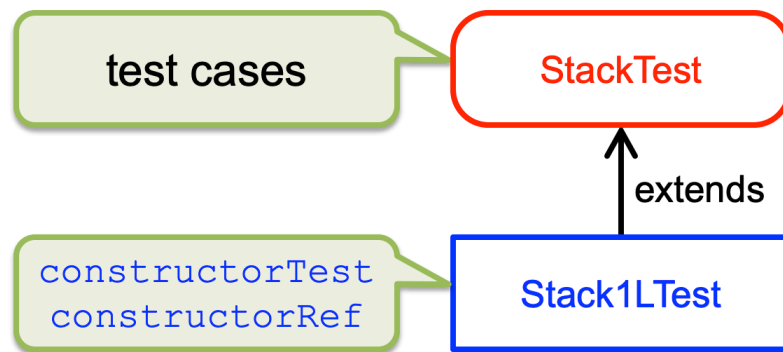 test cases
StackTest
extends
constructorTest
constructorRef
Stack1LTest